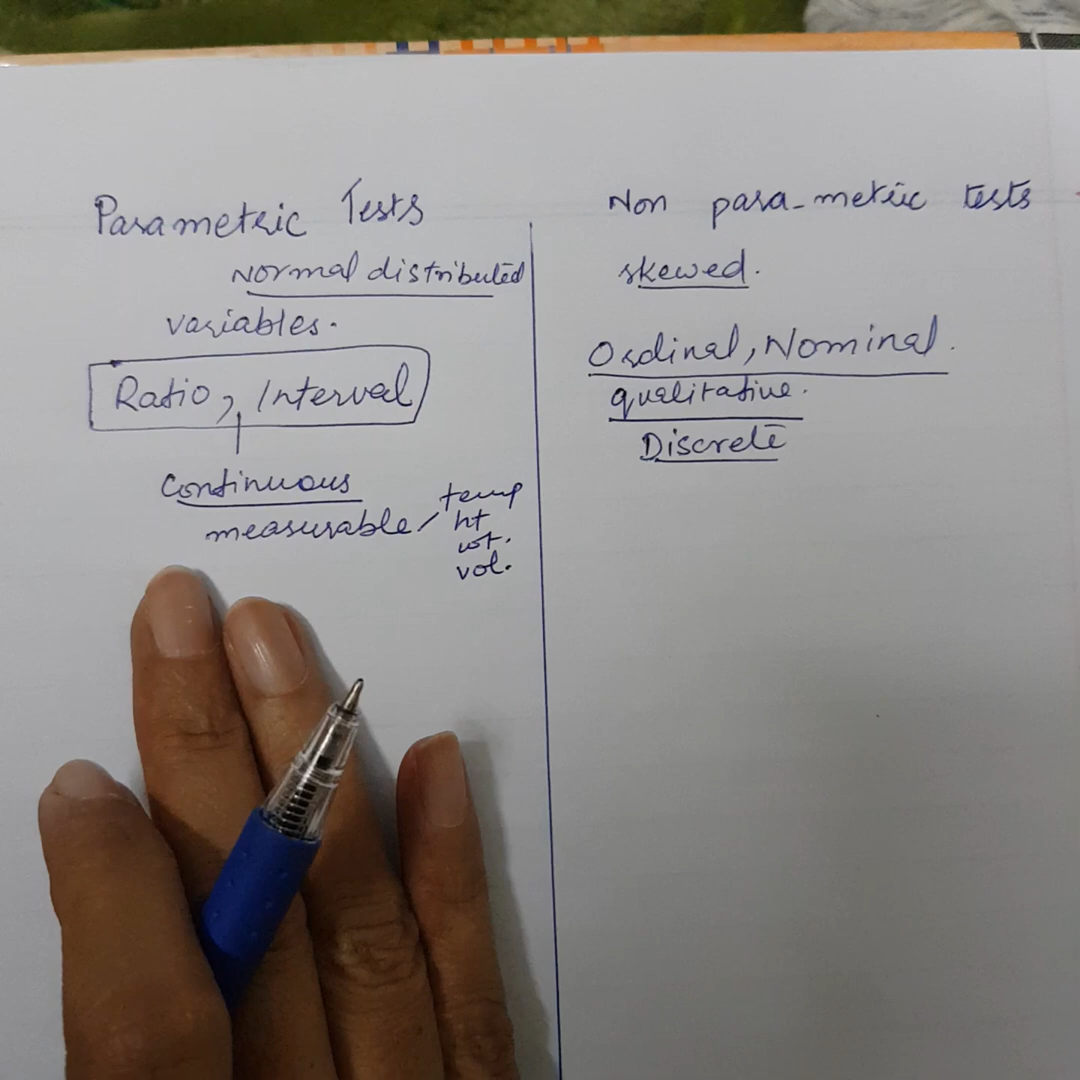 Parametric Tests
Normal distributed
variables.
Ratio, Interval
Continuous
measurable / temp
ht
wt.
vol.
Non para-metric tests
skewed.
Ordinal, Nominal.
qualitative.
Discrete